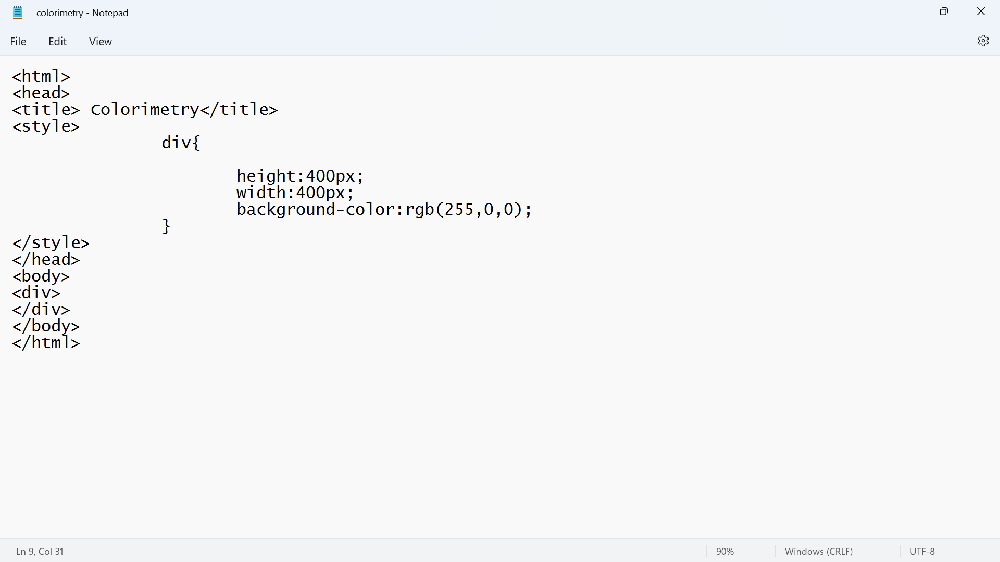 colorimetry - Notepad
File Edit View
<html>
<head>
<title> Colorimetry</title>
<style>
div{
height:400px;
width:400px;
background-color:rgb(255,0,0);
}
</style>
</head>
<body>
<div>
</div>
</body>
</html>
Ln 9, Col 31 90% Windows (CRLF) UTF-8